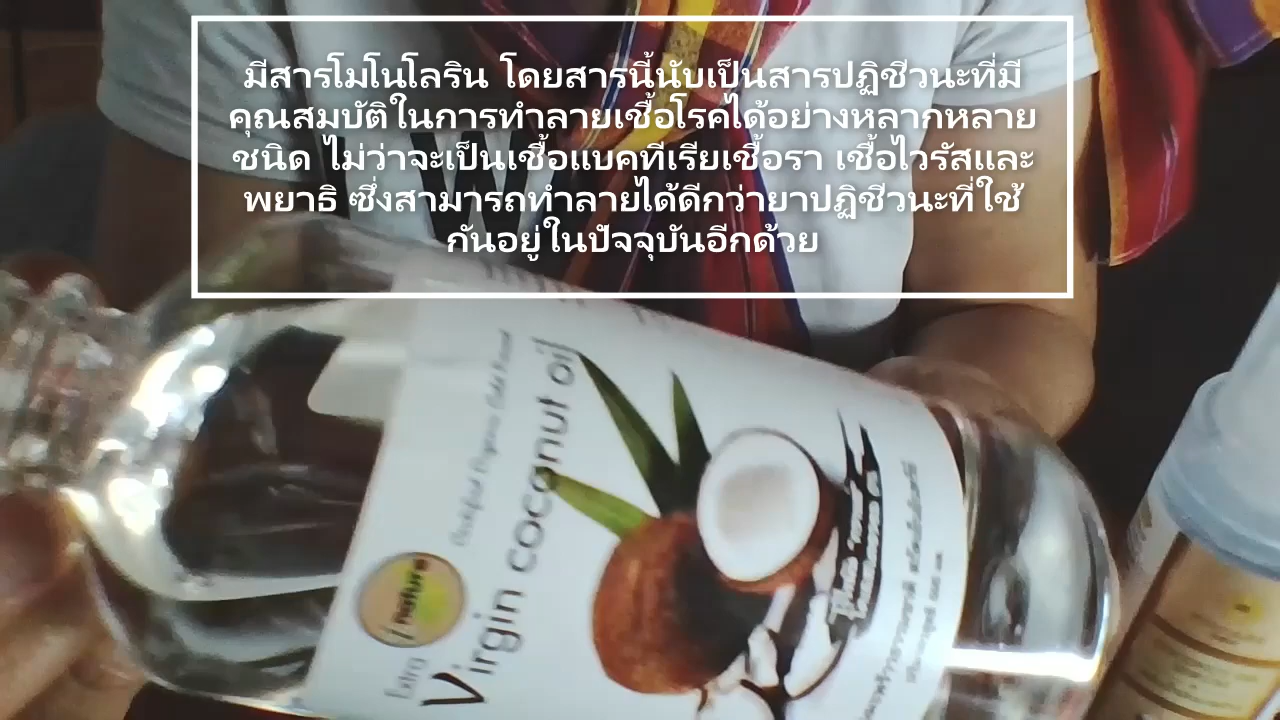 มีสารโมโนโลริน โดยสารนี้นับเป็นสารปฏิชีวนะที่มี
คุณสมบัติในการทำลายเชื้อโรคได้อย่างหลากหลาย
ชนิด ไม่ว่าจะเป็นเชื้อแบคทีเรียเชื้อรา เชื้อไวรัสและ
พยาธิ ซึ่งสามารถทำลายได้ดีกว่ายาปฏิชีวนะที่ใช้
กันอยู่ในปัจจุบันอีกด้วย
Extra
Virgin coconut oil